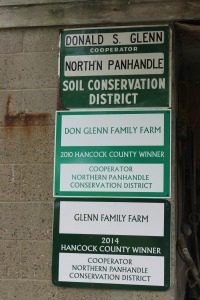 DONALD S. GLENN
COOPERATOR
NORTH'N PANHANDLE
SOIL CONSERVATION
DISTRICT
DON GLENN FAMILY FARM
2010 HANCOCK COUNTY WINNER
COOPERATOR
NORTHERN PANHANDLE
CONSERVATION DISTRICT
GLENN FAMILY FARM
2014
HANCOCK COUNTY WINNER
COOPERATOR
NORTHERN PANHANDLE
CONSERVATION DISTRICT